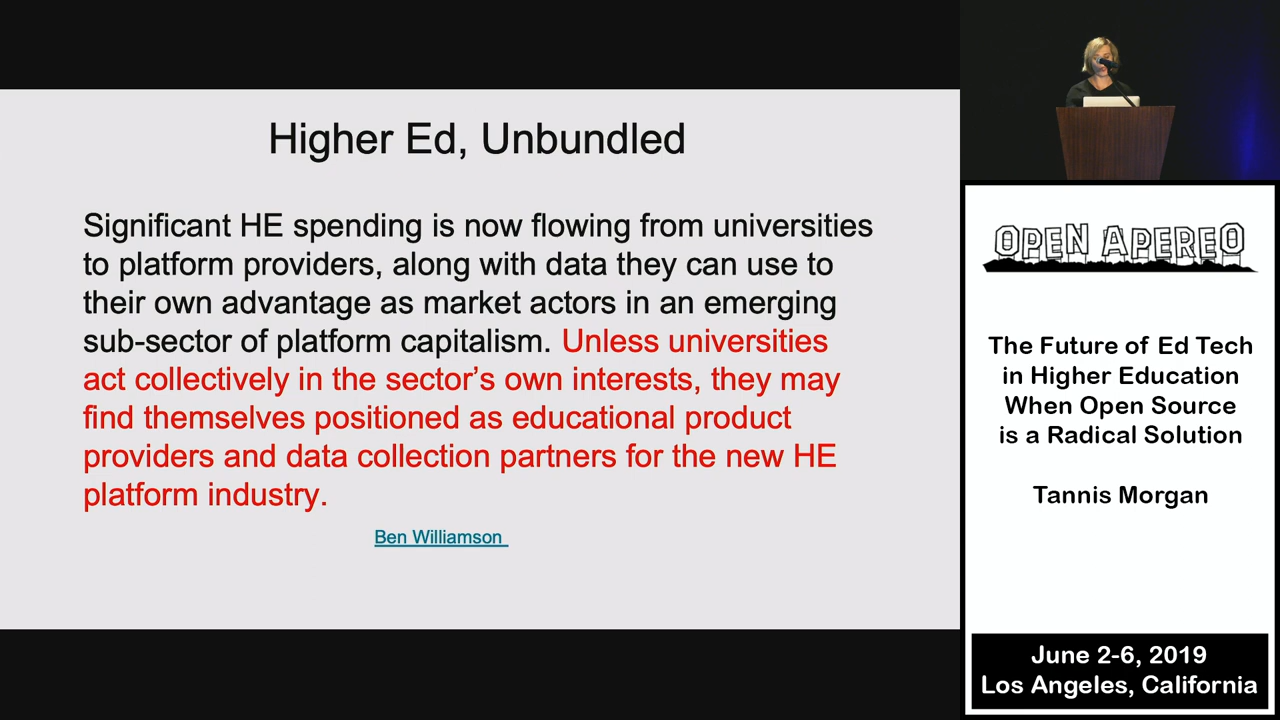 Higher Ed, Unbundled
Significant HE spending is now flowing from universities
to platform providers, along with data they can use to
their own advantage as market actors in an emerging
sub-sector of platform capitalism. Unless universities
act collectively in the sector’s own interests, they may
find themselves positioned as educational product
providers and data collection partners for the new HE
platform industry.
Ben Williamson
OPEN APEREO
The Future of Ed Tech
in Higher Education
When Open Source
is a Radical Solution
Tannis Morgan
June 2-6, 2019
Los Angeles, California